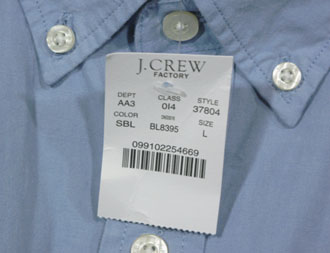 J.CREW
FACTORY
DEPT CLASS STYLE
AA3 014 37804
COLOR SIZE
SBL BL8395 L
099102254669